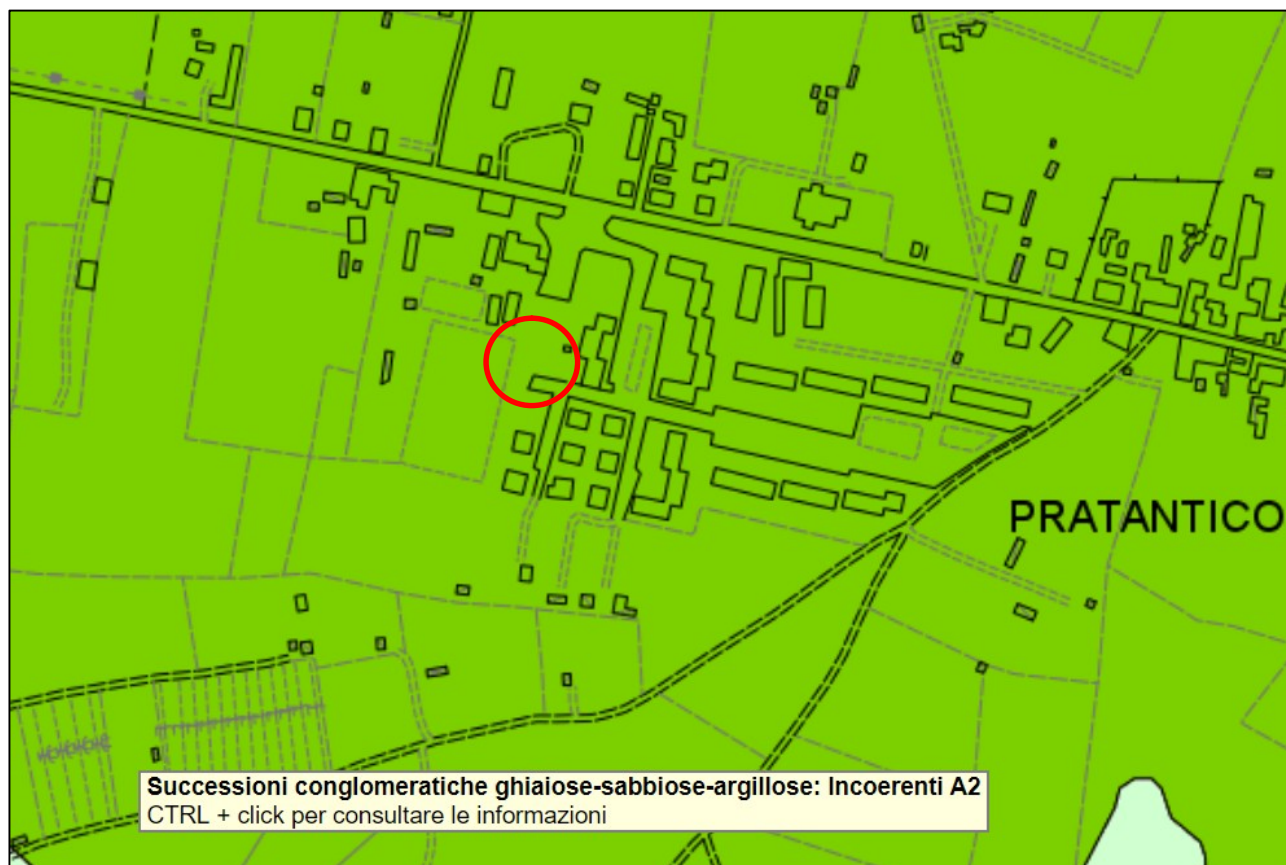 PRATANTICO
Successioni conglomeratiche ghiaiose-sabbiose-argillose: Incoerenti A2
CTRL + click per consultare le informazioni